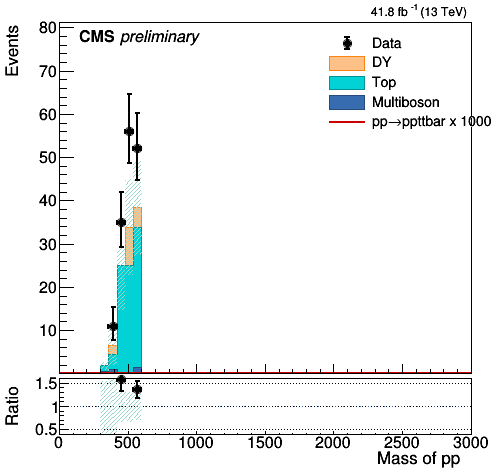 41.8 fb⁻¹ (13 TeV)
CMS preliminary
Events
80
70
60
50
40
30
20
10
Data
DY
Top
Multiboson
pp→ppttbar x 1000
Ratio
1.5
1
0.5
0 500 1000 1500 2000 2500 3000
Mass of pp